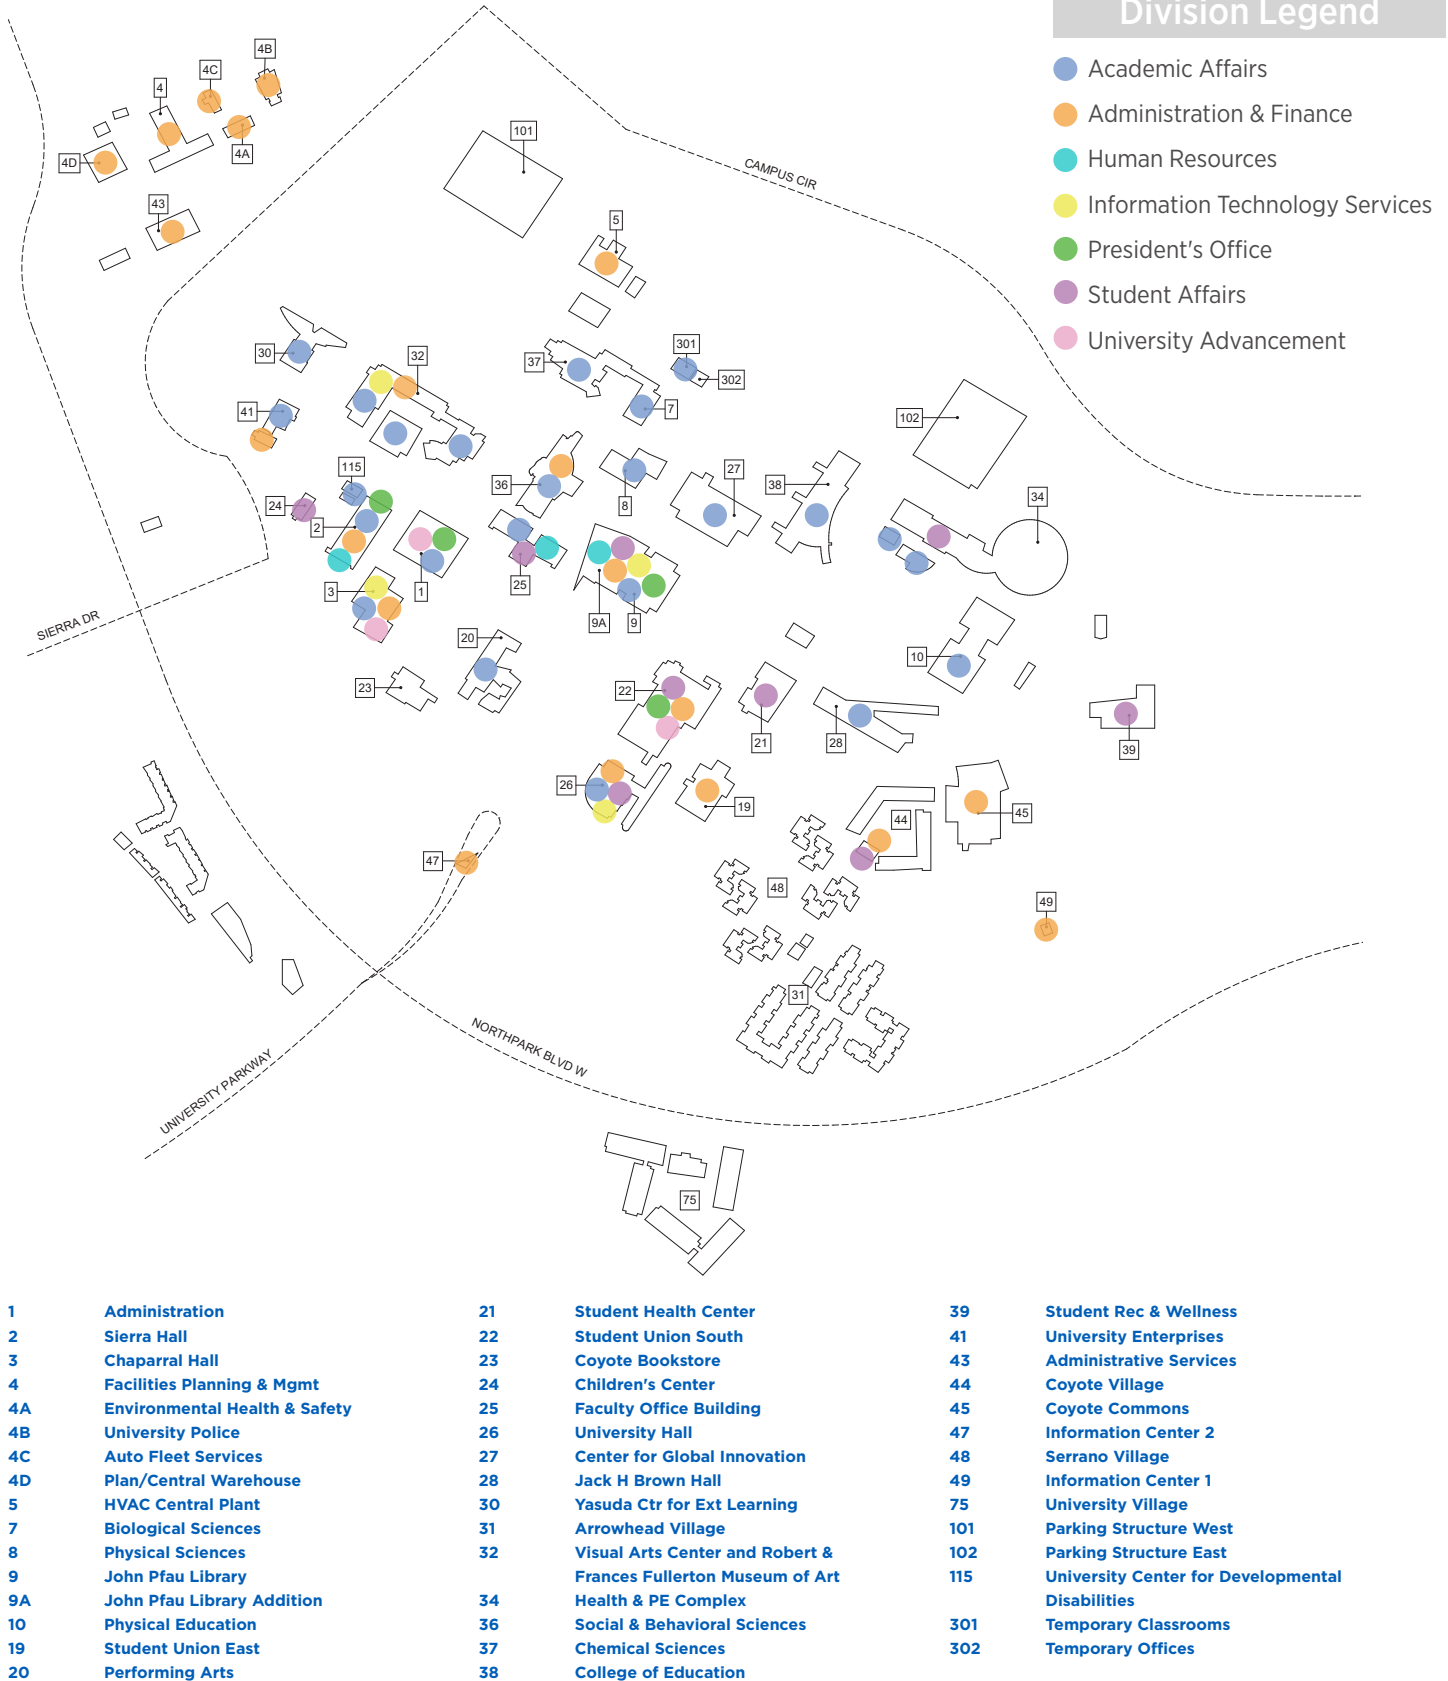 Division Legend
Academic Affairs
Administration & Finance
Human Resources
Information Technology Services
President's Office
Student Affairs
University Advancement
4B
4C
4
4A
4D
43
101
CAMPUS CIR
5
30
32
37
301
302
7
41
102
115
24
2
36
8
27
38
34
3
1
25
9A
9
SIERRA DR
20
10
23
22
21
28
39
26
19
44
45
47
48
49
31
NORTHPARK BLVD W
UNIVERSITY PARKWAY
75
1 Administration
2 Sierra Hall
3 Chaparral Hall
4 Facilities Planning & Mgmt
4A Environmental Health & Safety
4B University Police
4C Auto Fleet Services
4D Plan/Central Warehouse
5 HVAC Central Plant
7 Biological Sciences
8 Physical Sciences
9 John Pfau Library
9A John Pfau Library Addition
10 Physical Education
19 Student Union East
20 Performing Arts
21 Student Health Center
22 Student Union South
23 Coyote Bookstore
24 Children's Center
25 Faculty Office Building
26 University Hall
27 Center for Global Innovation
28 Jack H Brown Hall
30 Yasuda Ctr for Ext Learning
31 Arrowhead Village
32 Visual Arts Center and Robert &
Frances Fullerton Museum of Art
34 Health & PE Complex
36 Social & Behavioral Sciences
37 Chemical Sciences
38 College of Education
39 Student Rec & Wellness
41 University Enterprises
43 Administrative Services
44 Coyote Village
45 Coyote Commons
47 Information Center 2
48 Serrano Village
49 Information Center 1
75 University Village
101 Parking Structure West
102 Parking Structure East
115 University Center for Developmental
Disabilities
301 Temporary Classrooms
302 Temporary Offices